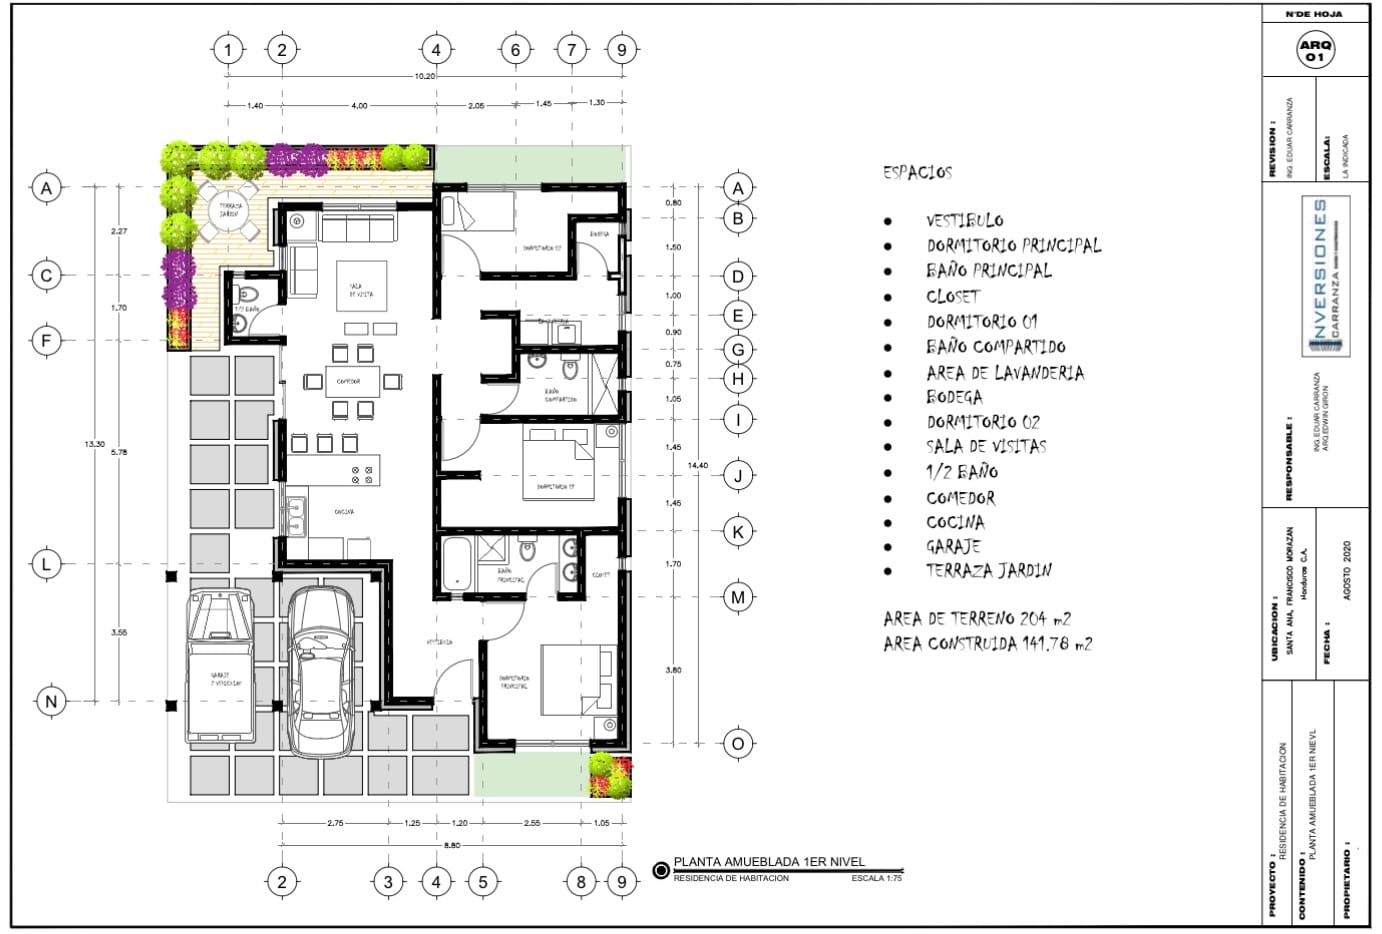 1 2 4 6 7 9
10.20
1.40 4.00 2.05 1.45 1.30
A
C
F
L
N
2.27
1.70
5.78
3.55
13.30
A
B
D
E
G
H
I
J
K
M
O
0.80
1.50
1.00
0.90
0.75
1.05
1.45
1.45
1.70
3.80
14.40
TERRAZA
JARDIN
1/2 BAÑO
SALA
DE VISITA
COMEDOR
COCINA
BODEGA
BAÑO
COMPARTIDO
BAÑO
PRINCIPAL
CLOSET
VESTIBULO
DORMITORIO
PRINCIPAL
GARAJE
2 VEHICULOS
2.75 1.25 1.20 2.55 1.05
8.80
2 3 4 5 8 9
PLANTA AMUEBLADA 1ER NIVEL
RESIDENCIA DE HABITACION ESCALA 1:75
ESPACIOS
• VESTIBULO
• DORMITORIO PRINCIPAL
• BAÑO PRINCIPAL
• CLOSET
• DORMITORIO 01
• BAÑO COMPARTIDO
• AREA DE LAVANDERIA
• BODEGA
• DORMITORIO 02
• SALA DE VISITAS
• 1/2 BAÑO
• COMEDOR
• COCINA
• GARAJE
• TERRAZA JARDIN
AREA DE TERRENO 204 m2
AREA CONSTRUIDA 141.78 m2
N°DE HOJA
ARQ
01
REVISION :
ING. EDUAR CARRANZA
ESCALA:
LA INDICADA
INVERSIONES
CARRANZA
RESPONSABLE :
ING.EDUAR CARRANZA
ARQ.EDWIN GIRON
UBICACION :
SANTA ANA, FRANCISCO MORAZAN
Honduras C.A.
FECHA :
AGOSTO 2020
PROYECTO :
RESIDENCIA DE HABITACION
CONTENIDO :
PLANTA AMUEBLADA 1ER NIEVL
PROPIETARIO :